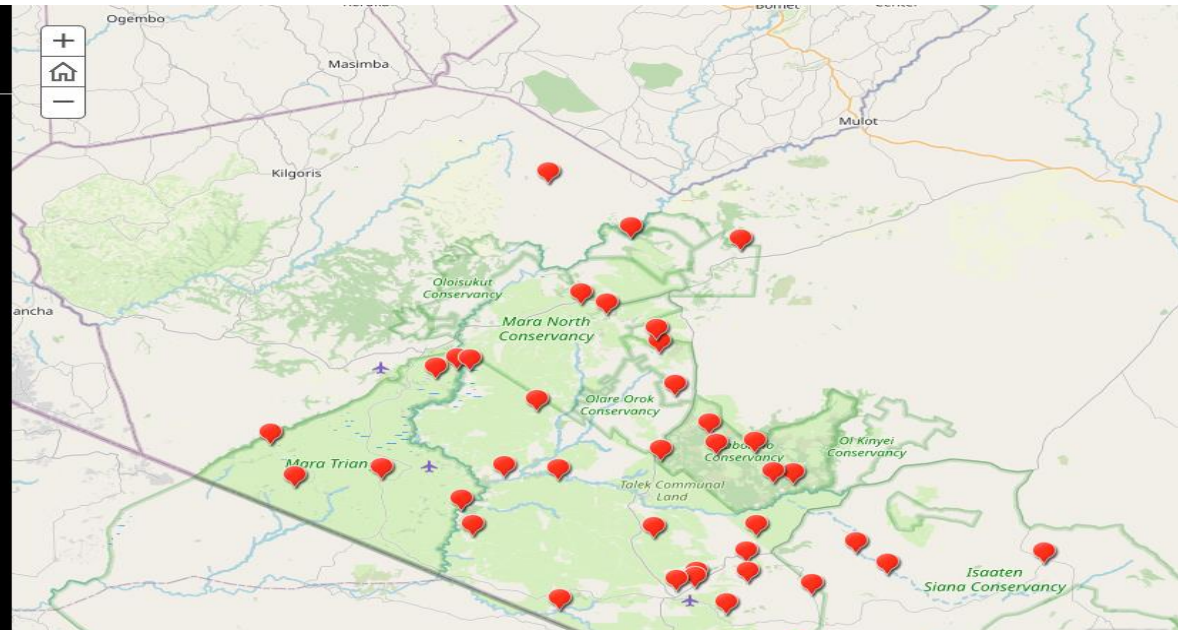 Ogembo
Masimba
Mulot
Kilgoris
Oloisukut
Conservancy
ancha
Mara North
Conservancy
Olare Orok
Conservancy
Conservancy
Ol Kinyei
Conservancy
Mara Trian
Talek Communal
Land
Isaaten
Siana Conservancy